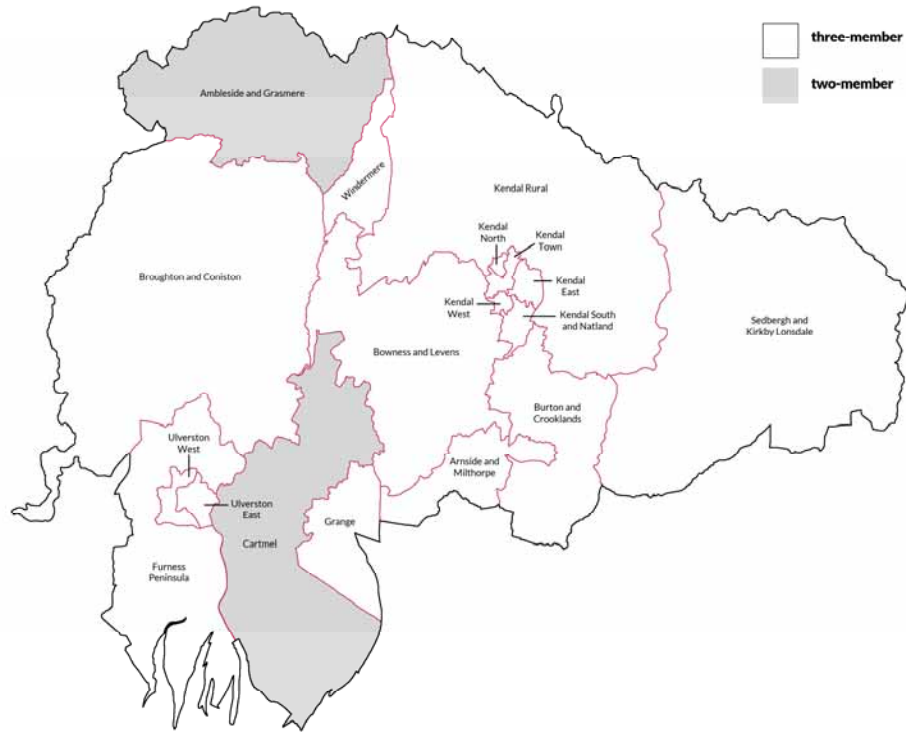 three-member
two-member
Ambleside and Grasmere
Windermere
Kendal Rural
Kendal
North
Kendal
Town
Broughton and Coniston
Kendal
East
Kendal
West
Kendal South
and Natland
Sedbergh and
Kirkby Lonsdale
Bowness and Levens
Burton and
Crooklands
Ulverston
West
Arnside and
Milthorpe
Ulverston
East
Grange
Cartmel
Furness
Peninsula